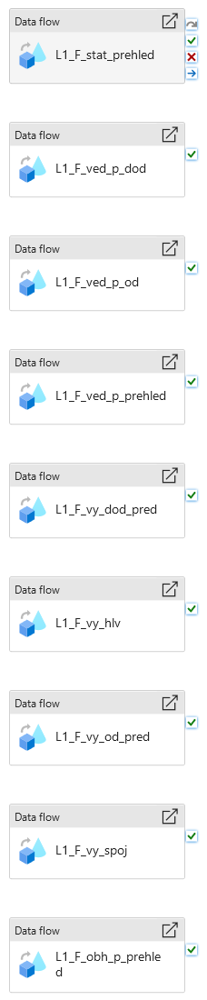 Data flow
L1_F_stat_prehled
Data flow
L1_F_ved_p_dod
Data flow
L1_F_ved_p_od
Data flow
L1_F_ved_p_prehled
Data flow
L1_F_vy_dod_pred
Data flow
L1_F_vy_hlv
Data flow
L1_F_vy_od_pred
Data flow
L1_F_vy_spoj
Data flow
L1_F_obh_p_prehle
d